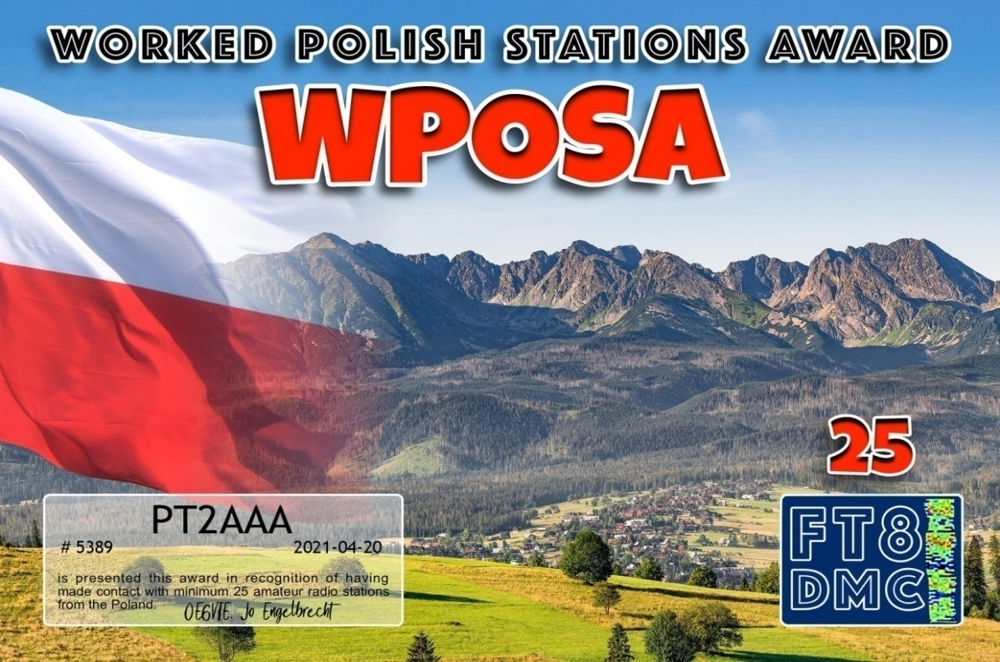 WORKED POLISH STATIONS AWARD
WPOSA
25
PT2AAA
# 5389 2021-04-20
is presented this award in recognition of having
made contact with minimum 25 amateur radio stations
from the Poland.
OE6VIE, Jo Engelbrecht
FT8
DMC